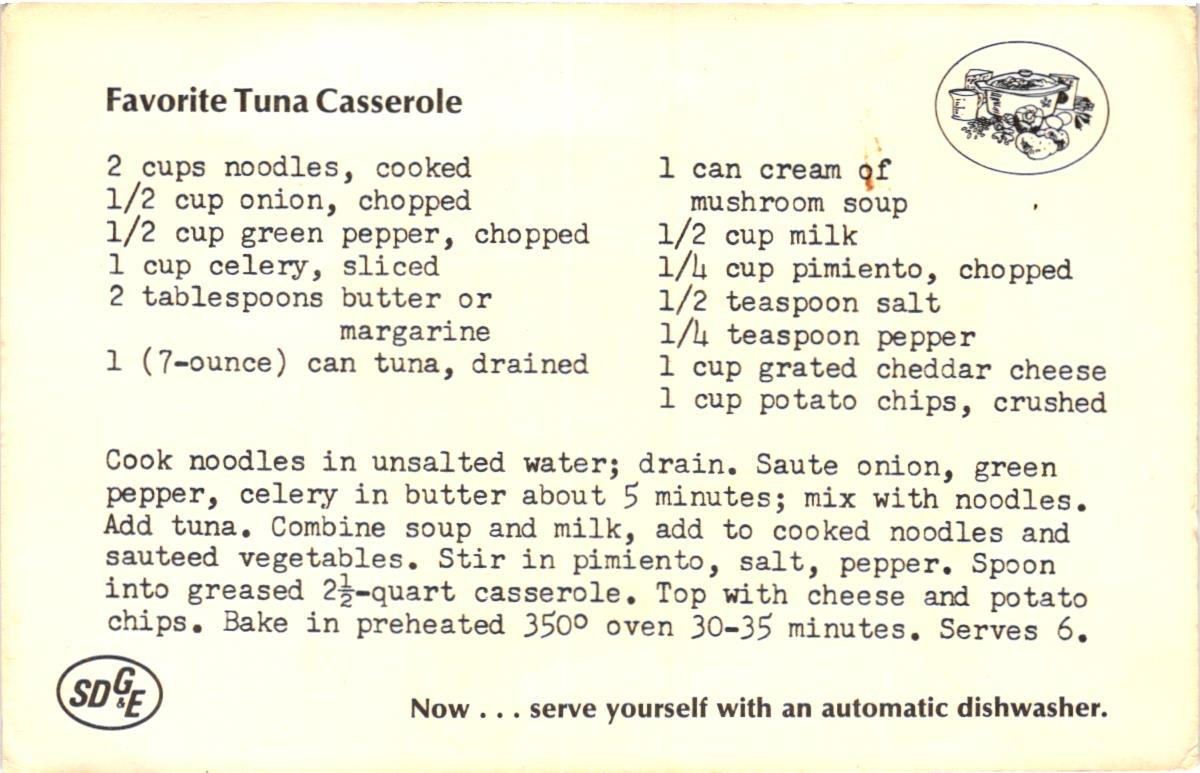 Favorite Tuna Casserole
2 cups noodles, cooked
1/2 cup onion, chopped
1/2 cup green pepper, chopped
1 cup celery, sliced
2 tablespoons butter or
margarine
1 (7-ounce) can tuna, drained
1 can cream of
mushroom soup
1/2 cup milk
1/4 cup pimiento, chopped
1/2 teaspoon salt
1/4 teaspoon pepper
1 cup grated cheddar cheese
1 cup potato chips, crushed
Cook noodles in unsalted water; drain. Saute onion, green
pepper, celery in butter about 5 minutes; mix with noodles.
Add tuna. Combine soup and milk, add to cooked noodles and
sauteed vegetables. Stir in pimiento, salt, pepper. Spoon
into greased 2½-quart casserole. Top with cheese and potato
chips. Bake in preheated 350° oven 30-35 minutes. Serves 6.
SDG&E
Now . . . serve yourself with an automatic dishwasher.